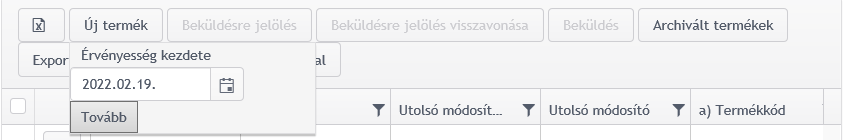 Új termék Beküldésre jelölés Beküldésre jelölés visszavonása Beküldés Archivált termékek
Érvényesség kezdete
2022.02.19.
Tovább
Utolsó módosít... Utolsó módosító a) Termékkód